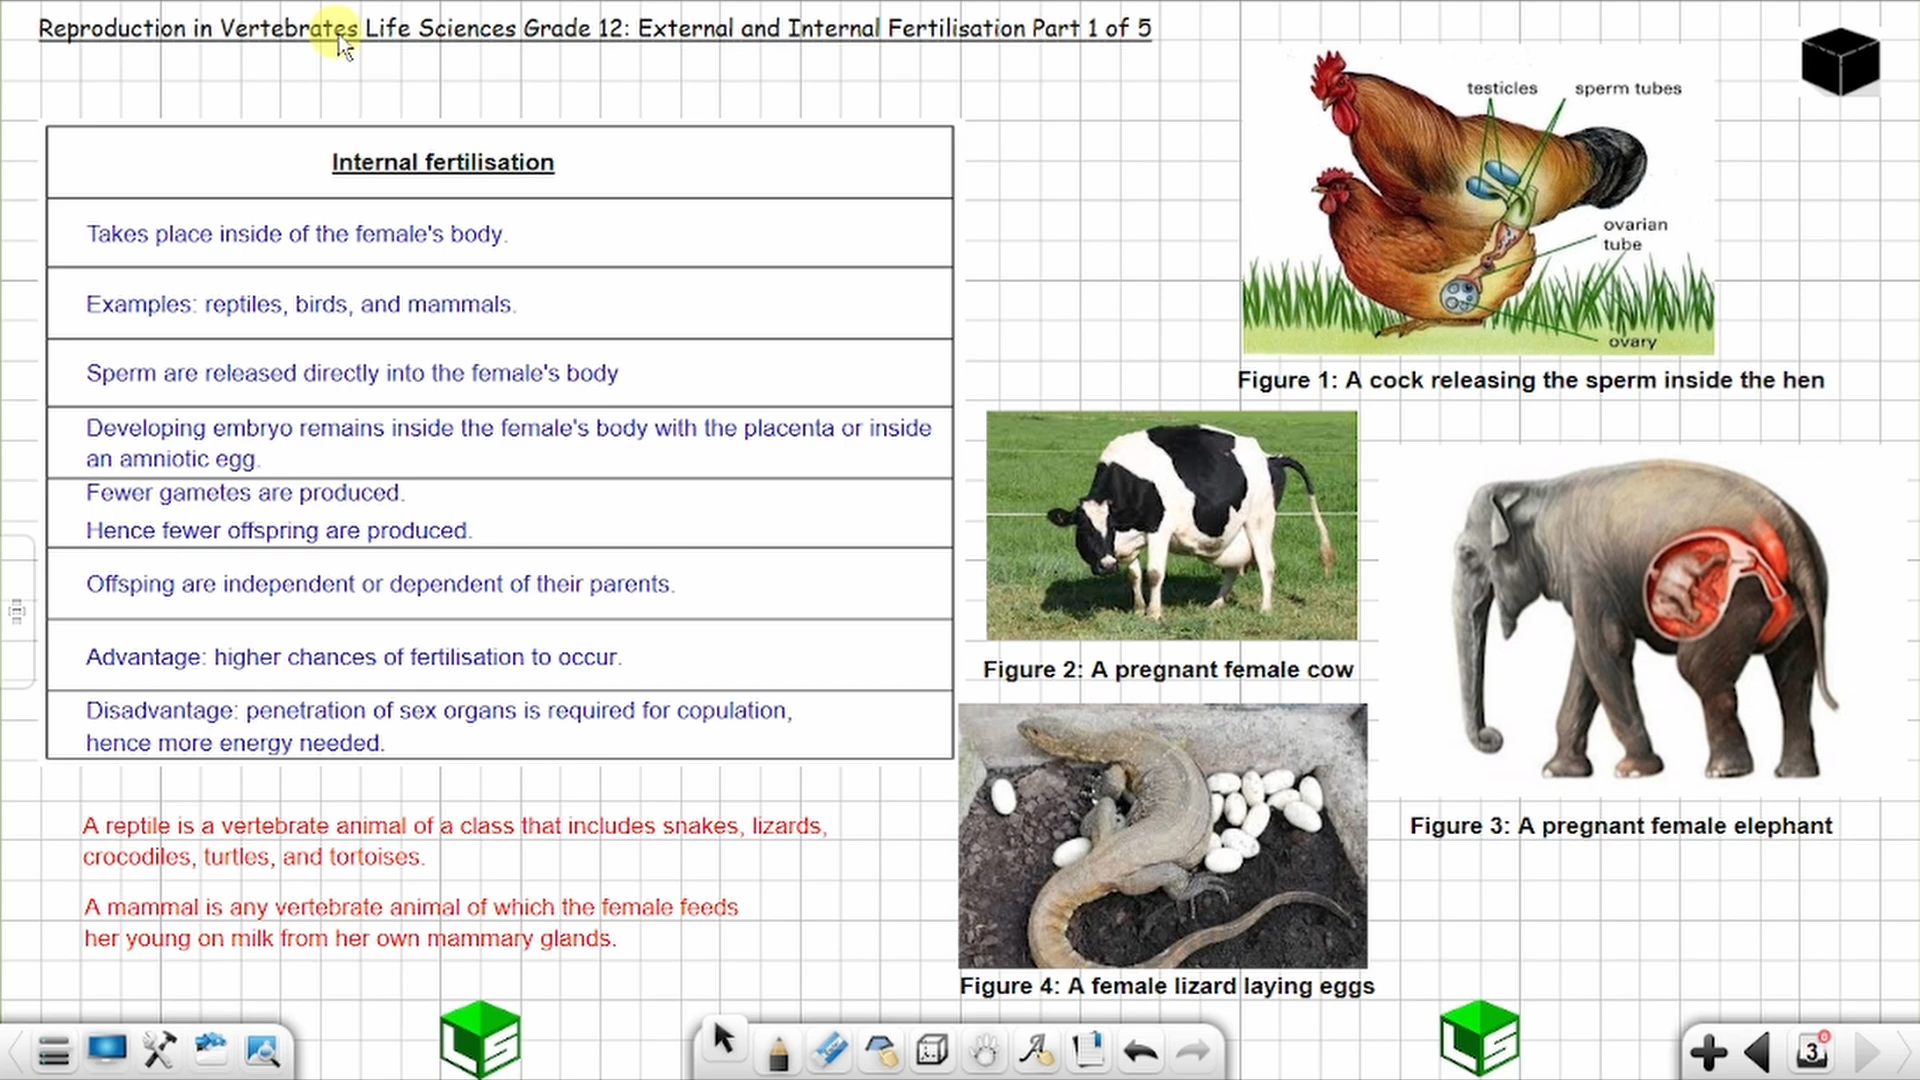 Reproduction in Vertebrates Life Sciences Grade 12: External and Internal Fertilisation Part 1 of 5
Internal fertilisation
Takes place inside of the female's body.
Examples: reptiles, birds, and mammals.
Sperm are released directly into the female's body
Developing embryo remains inside the female's body with the placenta or inside
an amniotic egg.
Fewer gametes are produced.
Hence fewer offspring are produced.
Offsping are independent or dependent of their parents.
Advantage: higher chances of fertilisation to occur.
Disadvantage: penetration of sex organs is required for copulation,
hence more energy needed.
A reptile is a vertebrate animal of a class that includes snakes, lizards,
crocodiles, turtles, and tortoises.
A mammal is any vertebrate animal of which the female feeds
her young on milk from her own mammary glands.
testicles
sperm tubes
ovarian
tube
ovary
Figure 1: A cock releasing the sperm inside the hen
Figure 2: A pregnant female cow
Figure 3: A pregnant female elephant
Figure 4: A female lizard laying eggs
LS
LS
3
0